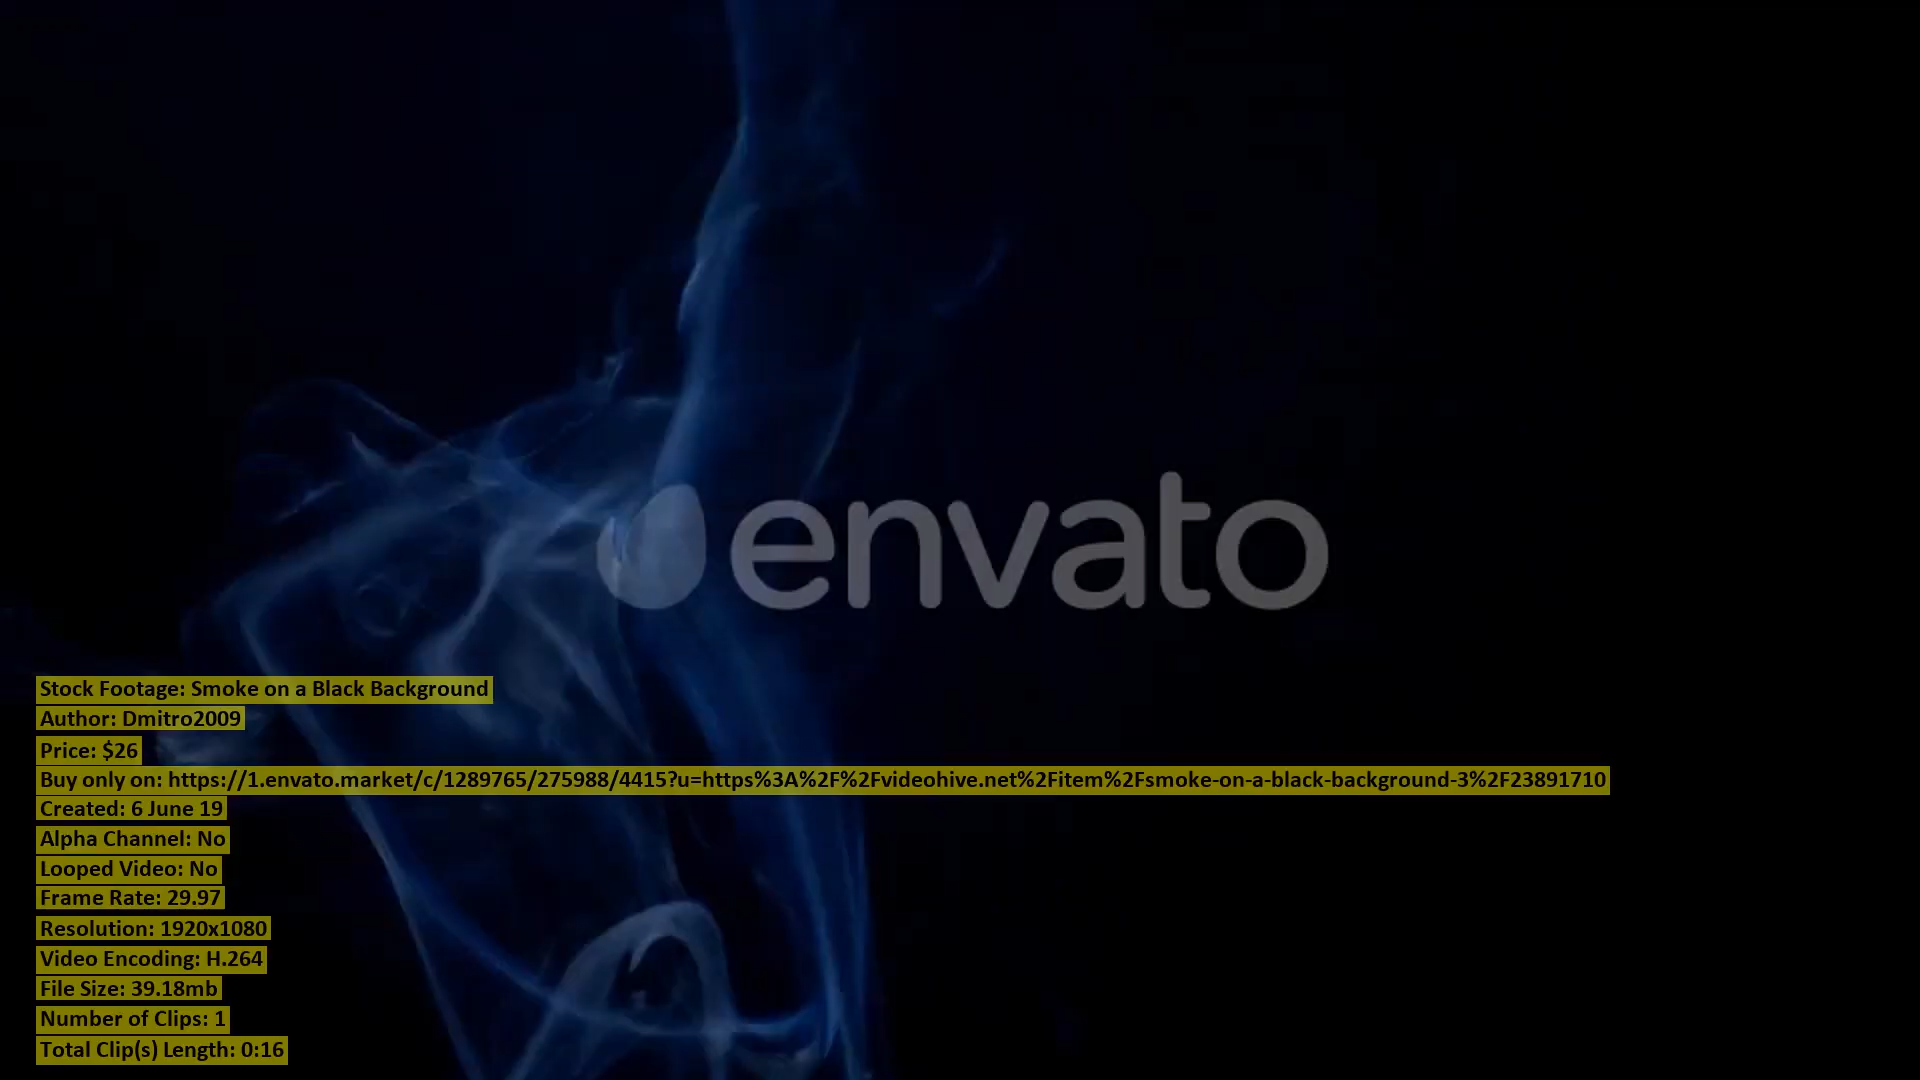 envato
Stock Footage: Smoke on a Black Background
Author: Dmitro2009
Price: $26
Buy only on: https://1.envato.market/c/1289765/275988/4415?u=https%3A%2F%2Fvideohive.net%2Fitem%2Fsmoke-on-a-black-background-3%2F23891710
Created: 6 June 19
Alpha Channel: No
Looped Video: No
Frame Rate: 29.97
Resolution: 1920x1080
Video Encoding: H.264
File Size: 39.18mb
Number of Clips: 1
Total Clip(s) Length: 0:16